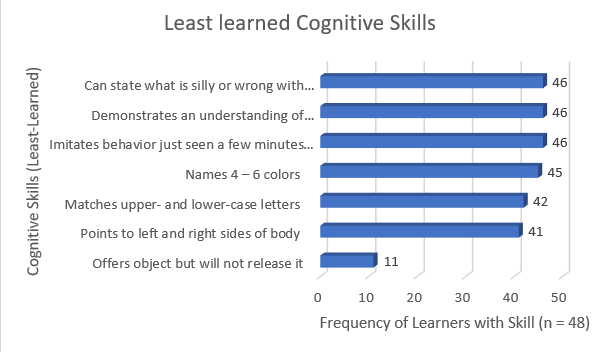 Least learned Cognitive Skills
Cognitive Skills (Least-Learned)
Can state what is silly or wrong with... 46
Demonstrates an understanding of... 46
Imitates behavior just seen a few minutes... 46
Names 4 – 6 colors 45
Matches upper- and lower-case letters 42
Points to left and right sides of body 41
Offers object but will not release it 11
0 10 20 30 40 50
Frequency of Learners with Skill (n = 48)